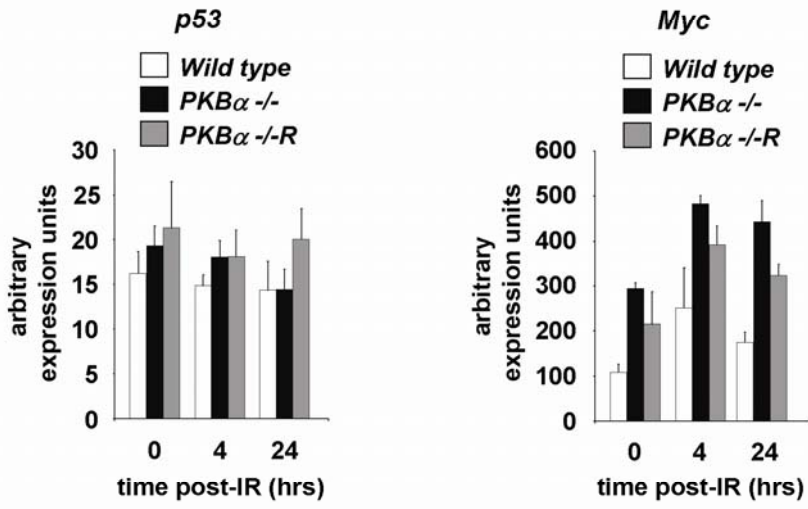 p53
Wild type
PKBα -/-
PKBα -/-R
30
25
20
15
10
5
0
arbitrary
expression units
0 4 24
time post-IR (hrs)
Myc
Wild type
PKBα -/-
PKBα -/-R
600
500
400
300
200
100
0
arbitrary
expression units
0 4 24
time post-IR (hrs)